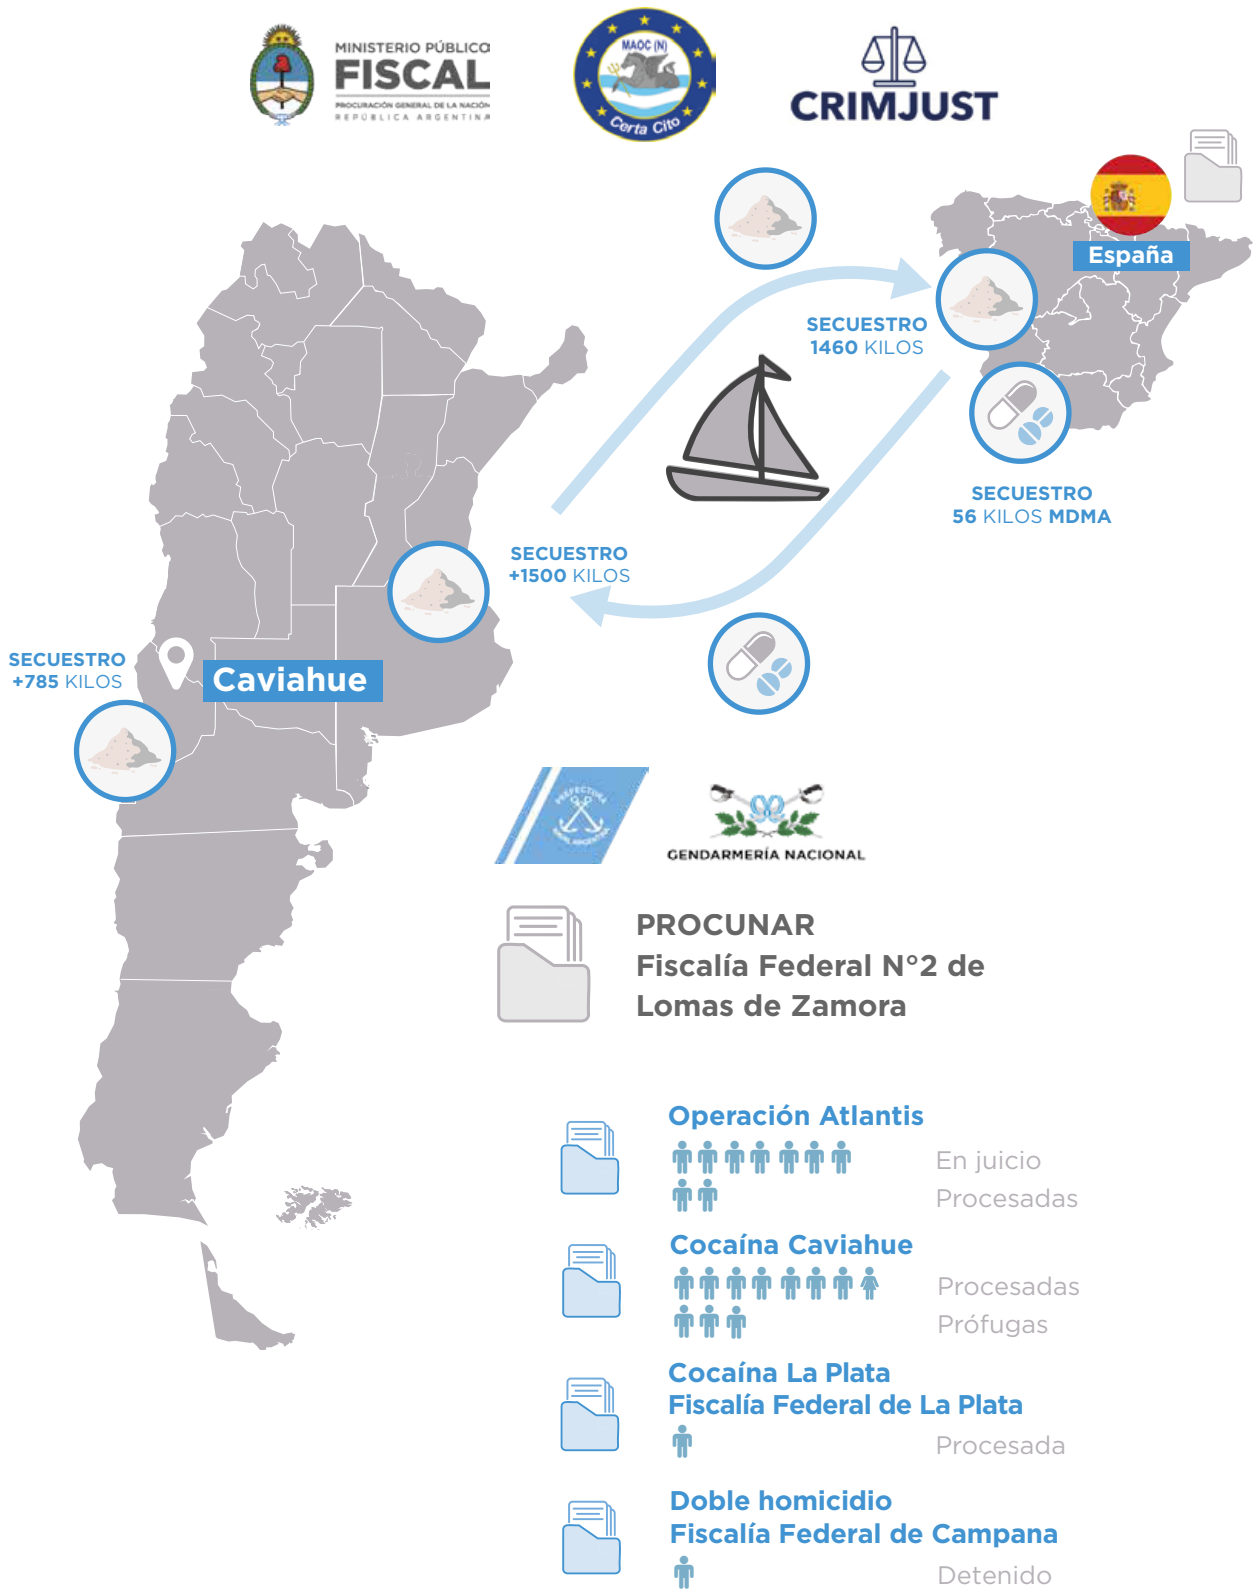 MINISTERIO PÚBLICO
FISCAL
PROCURACIÓN GENERAL DE LA NACIÓN
REPÚBLICA ARGENTINA
MAOC (N)
Certa Cito
CRIMJUST
España
SECUESTRO
1460 KILOS
SECUESTRO
56 KILOS MDMA
SECUESTRO
+1500 KILOS
SECUESTRO
+785 KILOS
Caviahue
PREFECTURA
NAVAL ARGENTINA
GENDARMERÍA NACIONAL
PROCUNAR
Fiscalía Federal N°2 de
Lomas de Zamora
Operación Atlantis
En juicio
Procesadas
Cocaína Caviahue
Procesadas
Prófugas
Cocaína La Plata
Fiscalía Federal de La Plata
Procesada
Doble homicidio
Fiscalía Federal de Campana
Detenido